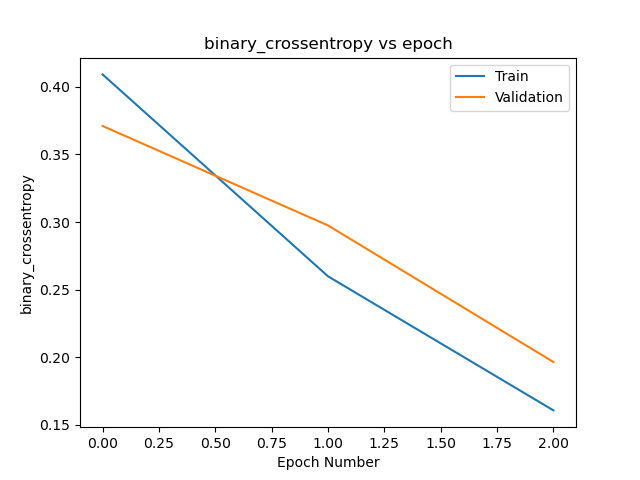 binary_crossentropy vs epoch
Train
Validation
binary_crossentropy
0.40
0.35
0.30
0.25
0.20
0.15
0.00 0.25 0.50 0.75 1.00 1.25 1.50 1.75 2.00
Epoch Number